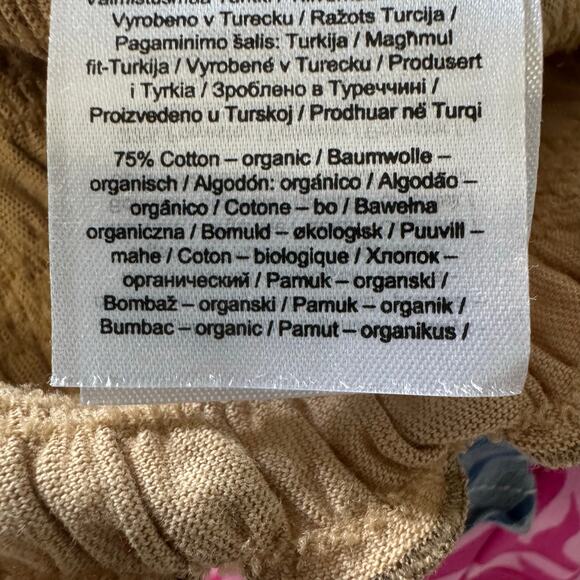 Vyrobeno v Turecku / Ražots Turcija /
Pagaminimo šalis: Turkija / Magħmul
fit-Turkija / Vyrobené v Turecku / Produsert
i Tyrkia / Зроблено в Туреччині /
Proizvedeno u Turskoj / Prodhuar në Turqi
75% Cotton – organic / Baumwolle –
organisch / Algodón: orgánico / Algodão –
orgânico / Cotone – bo / Bawełna
organiczna / Bomuld – økologisk / Puuvill –
mahe / Coton – biologique / Хлопок –
органический / Pamuk – organski /
Bombaž – organski / Pamuk – organik /
Bumbac – organic / Pamut – organikus /